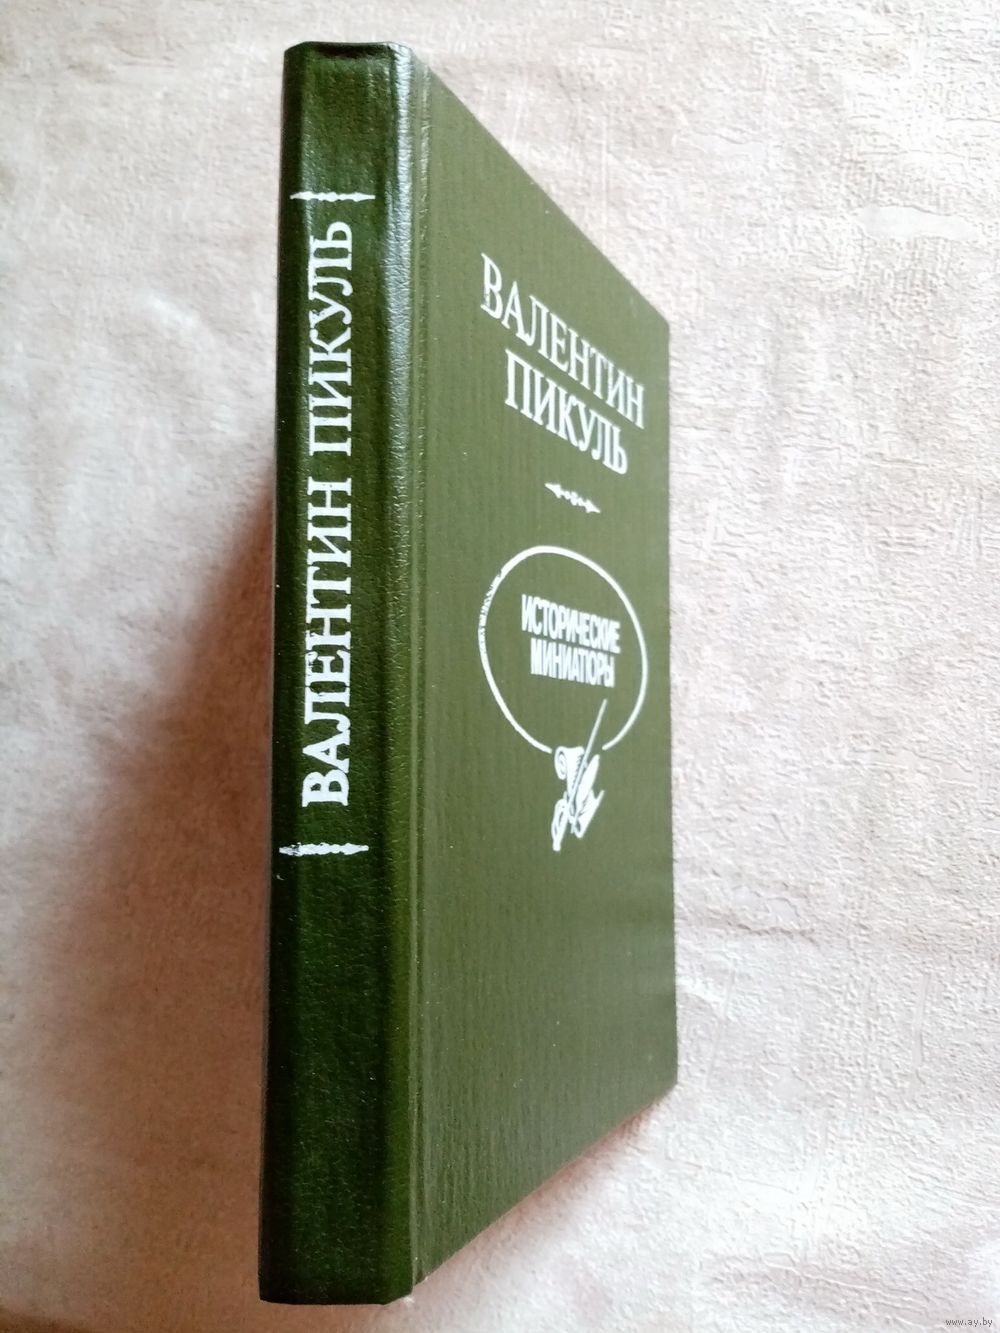 ВАЛЕНТИН ПИКУЛЬ
ВАЛЕНТИН
ПИКУЛЬ
ИСТОРИЧЕСКИЕ
МИНИАТЮРЫ
www.ay.by